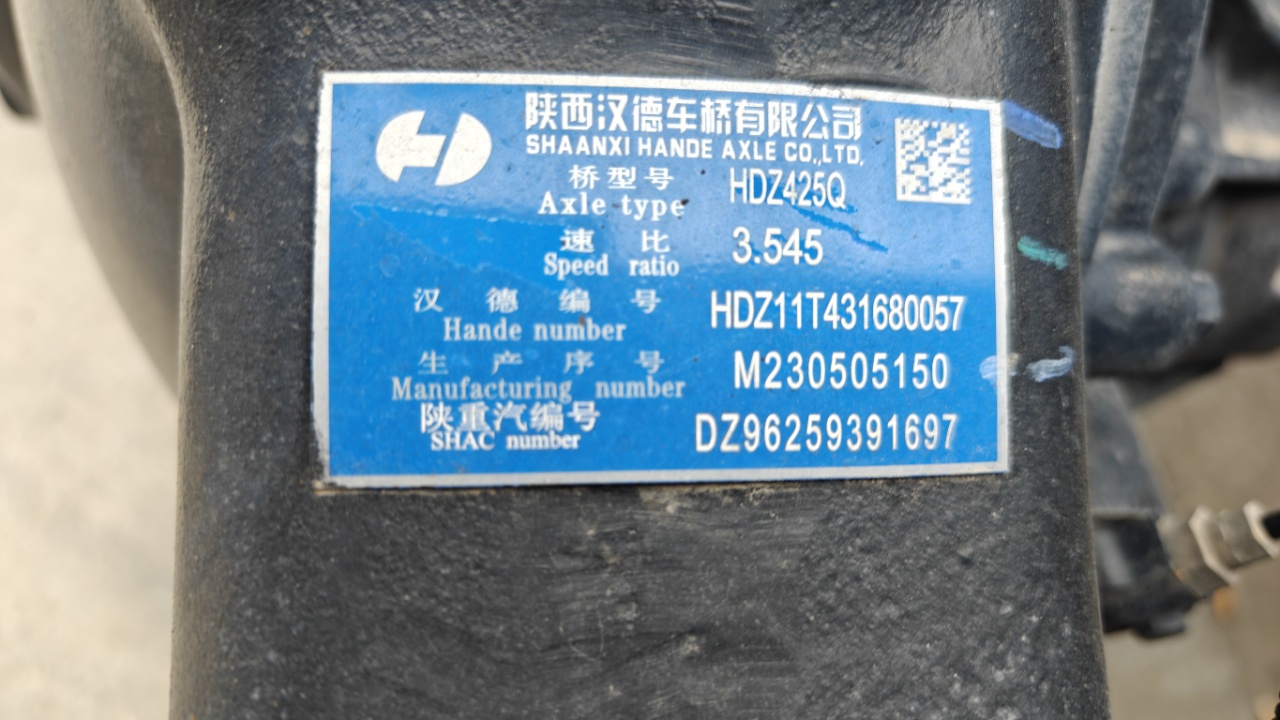 陕西汉德车桥有限公司
SHAANXI HANDE AXLE CO.,LTD.
桥型号 HDZ425Q
Axle type
速比 3.545
Speed ratio
汉德编号 HDZ11T431680057
Hande number
生产序号 M230505150
Manufacturing number
陕重汽编号 DZ96259391697
SHAC number